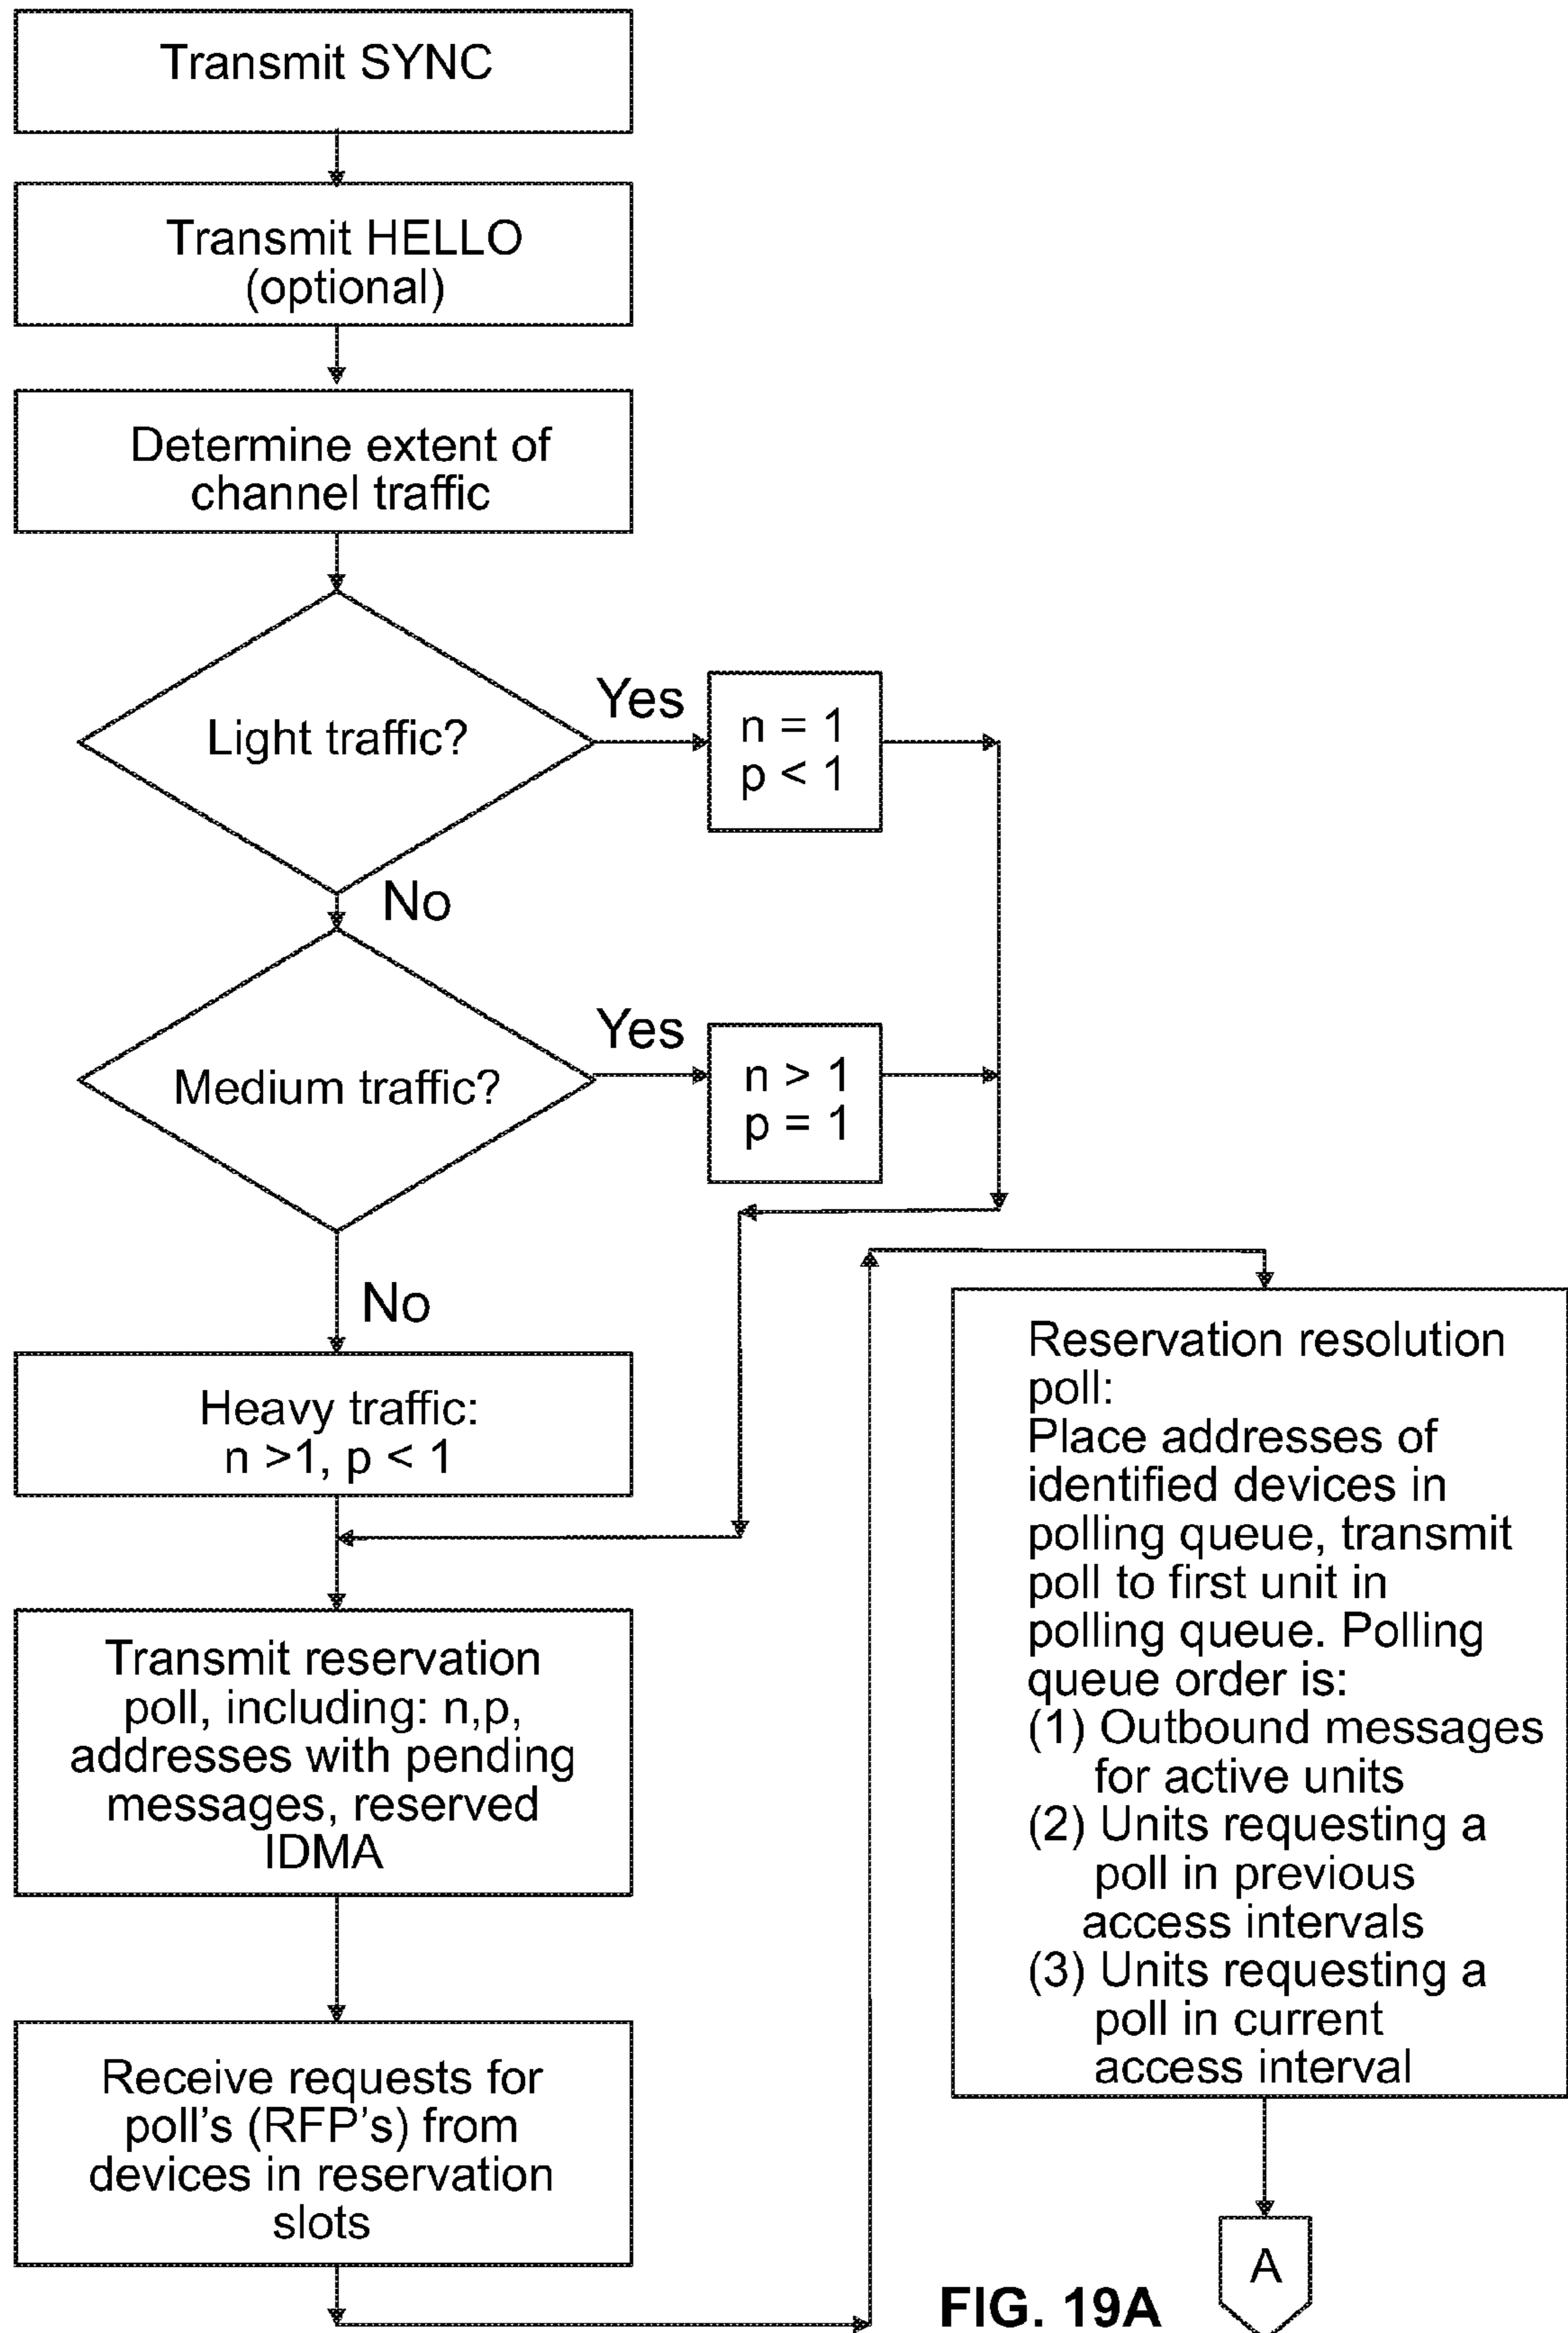 Transmit SYNC
Transmit HELLO
(optional)
Determine extent of
channel traffic
Light traffic?
Yes
n = 1
p < 1
No
Medium traffic?
Yes
n > 1
p = 1
No
Heavy traffic:
n >1, p < 1
Transmit reservation
poll, including: n,p,
addresses with pending
messages, reserved
IDMA
Receive requests for
poll's (RFP's) from
devices in reservation
slots
Reservation resolution
poll:
Place addresses of
identified devices in
polling queue, transmit
poll to first unit in
polling queue. Polling
queue order is:
(1) Outbound messages
for active units
(2) Units requesting a
poll in previous
access intervals
(3) Units requesting a
poll in current
access interval
A
FIG. 19A